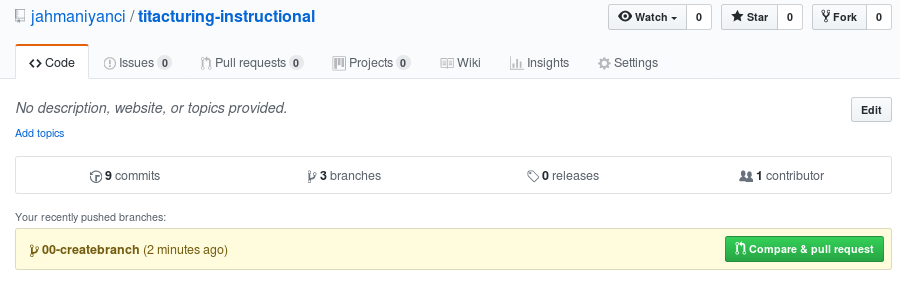 jahmaniyanci / titacturing-instructional
Watch 0 Star 0 Fork 0
Code Issues 0 Pull requests 0 Projects 0 Wiki Insights Settings
No description, website, or topics provided.
Edit
Add topics
9 commits 3 branches 0 releases 1 contributor
Your recently pushed branches:
00-createbranch (2 minutes ago) Compare & pull request